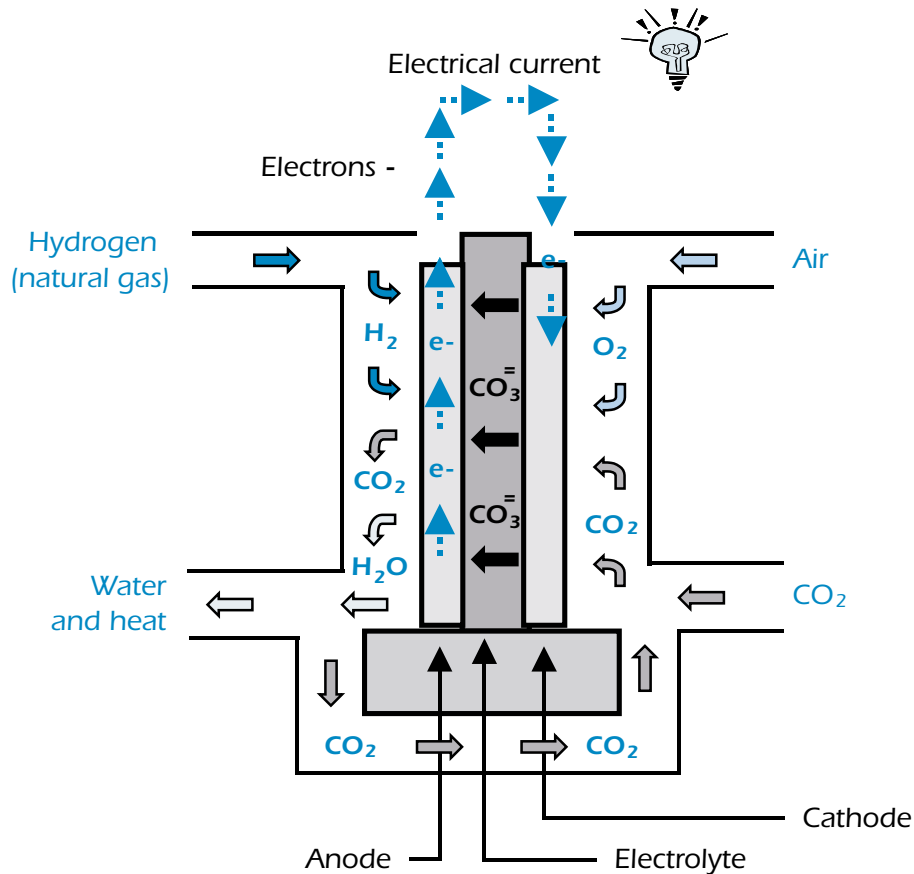 Electrical current
Electrons -
Hydrogen
(natural gas)
Air
e-
H₂
e-
O₂
CO₃⁼
e-
CO₂
CO₃⁼
CO₂
H₂O
Water
and heat
CO₂
CO₂
CO₂
Cathode
Anode
Electrolyte